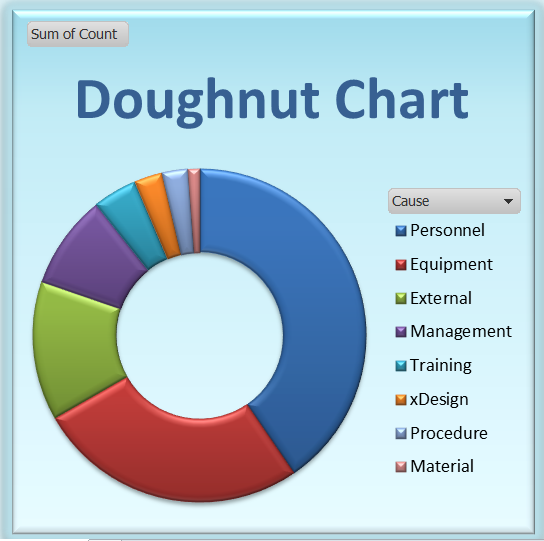 Sum of Count
Doughnut Chart
Cause
Personnel
Equipment
External
Management
Training
xDesign
Procedure
Material